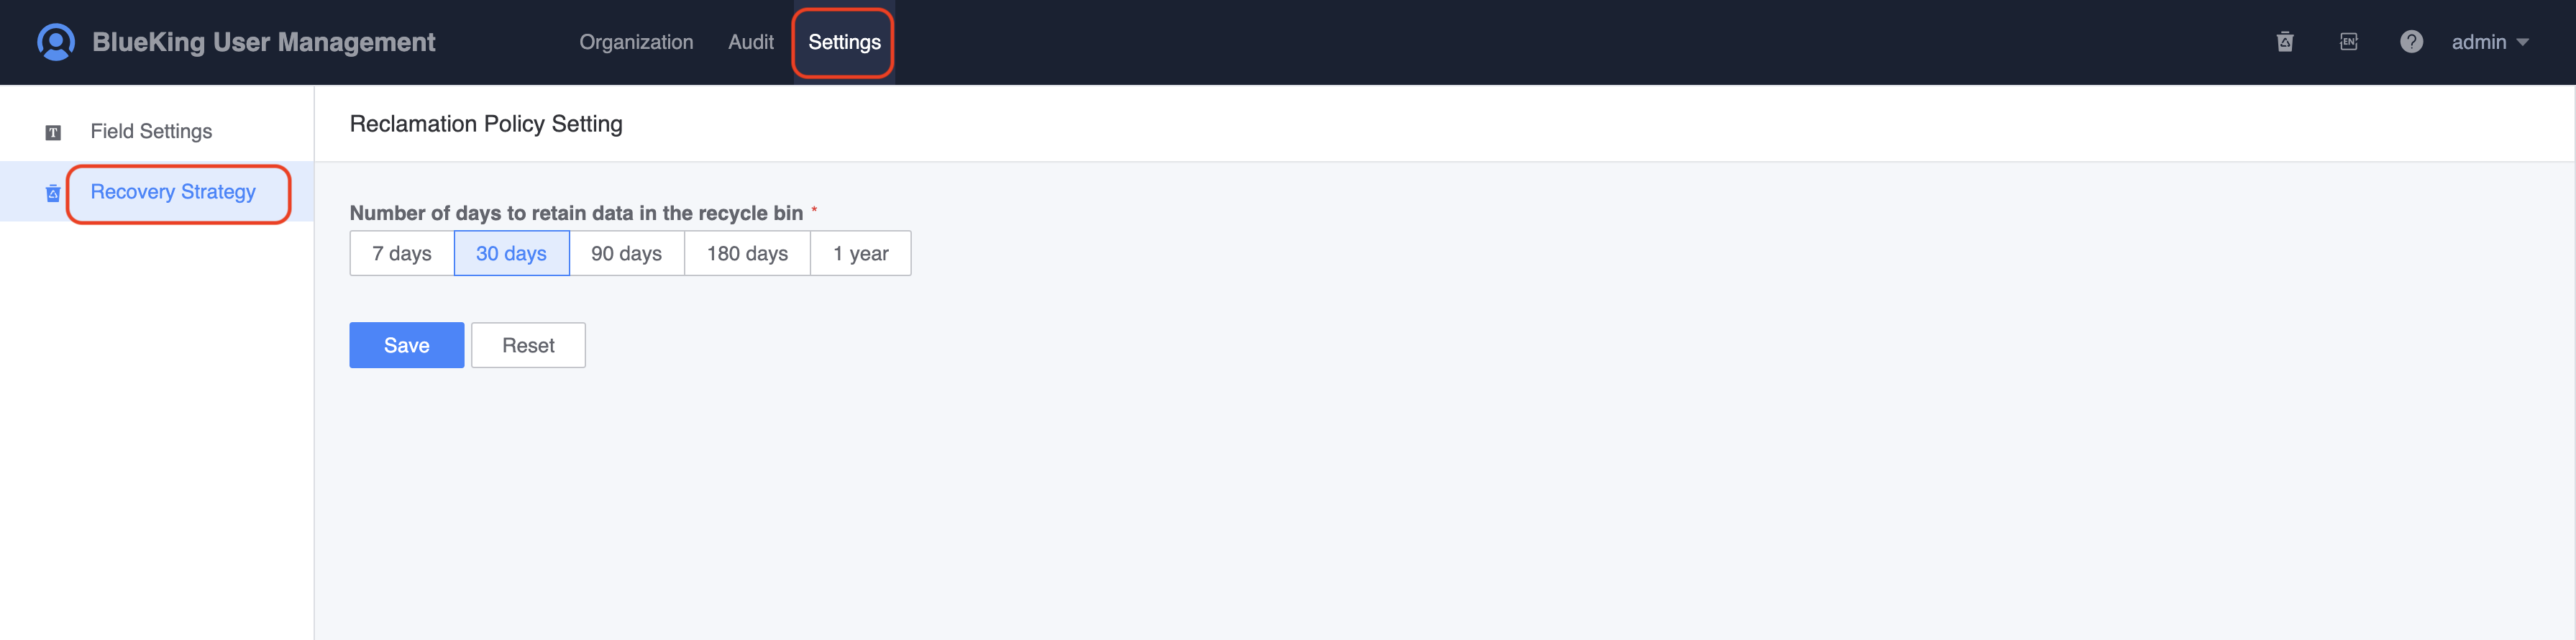 BlueKing User Management Organization Audit Settings EN ? admin
T Field Settings
Recovery Strategy
Reclamation Policy Setting
Number of days to retain data in the recycle bin *
7 days 30 days 90 days 180 days 1 year
Save Reset